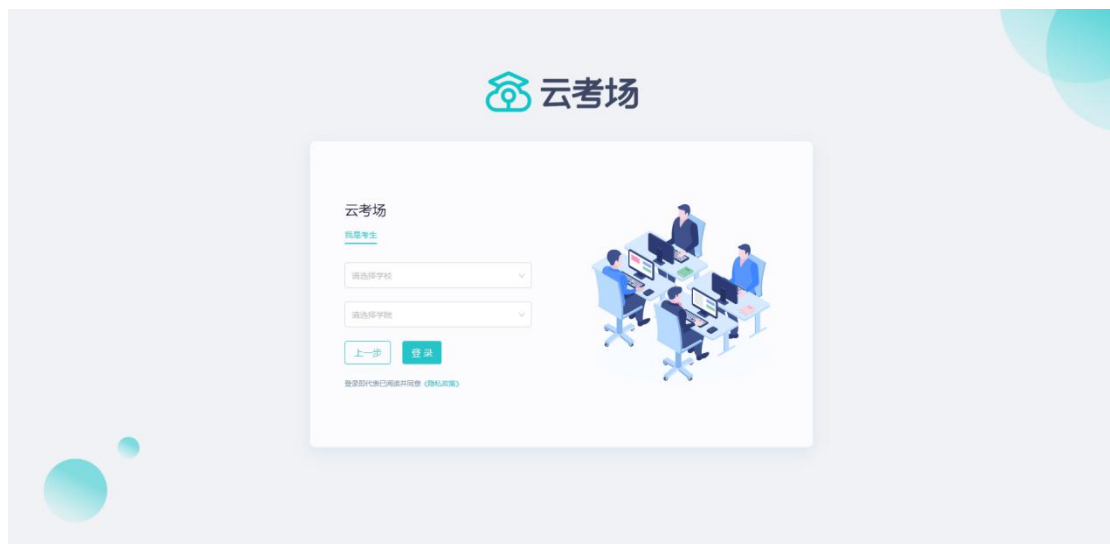 云考场
云考场
我是考生
请选择学校
请选择学院
上一步 登录
登录即代表已阅读并同意《隐私政策》